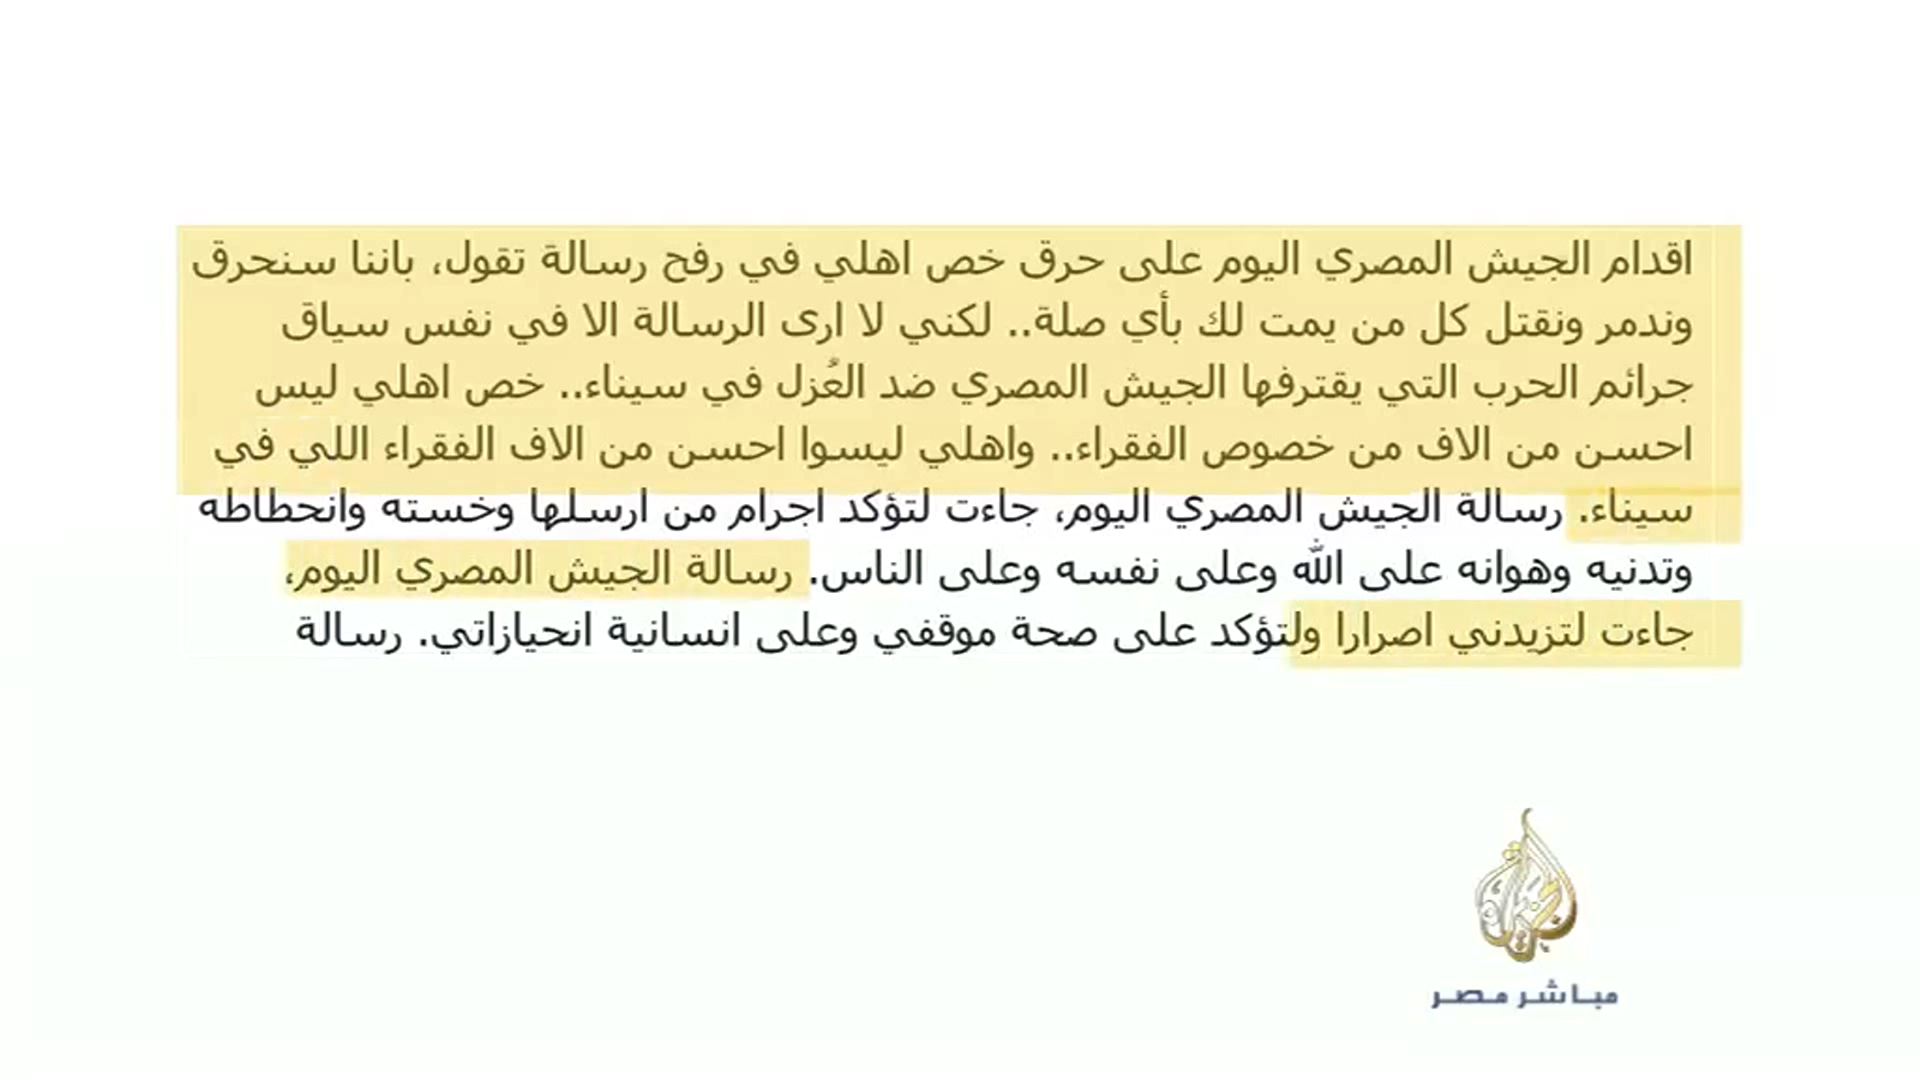 اقدام الجيش المصري اليوم على حرق خص اهلي في رفح رسالة تقول، باننا سنحرق
وندمر ونقتل كل من يمت لك بأي صلة.. لكني لا ارى الرسالة الا في نفس سياق
جرائم الحرب التي يقترفها الجيش المصري ضد العُزل في سيناء.. خص اهلي ليس
احسن من الاف من خصوص الفقراء.. واهلي ليسوا احسن من الاف الفقراء اللي في
سيناء. رسالة الجيش المصري اليوم، جاءت لتؤكد اجرام من ارسلها وخسته وانحطاطه
وتدنيه وهوانه على الله وعلى نفسه وعلى الناس. رسالة الجيش المصري اليوم،
جاءت لتزيدني اصرارا ولتؤكد على صحة موقفي وعلى انسانية انحيازاتي. رسالة
الجزيرة
مباشر مصر